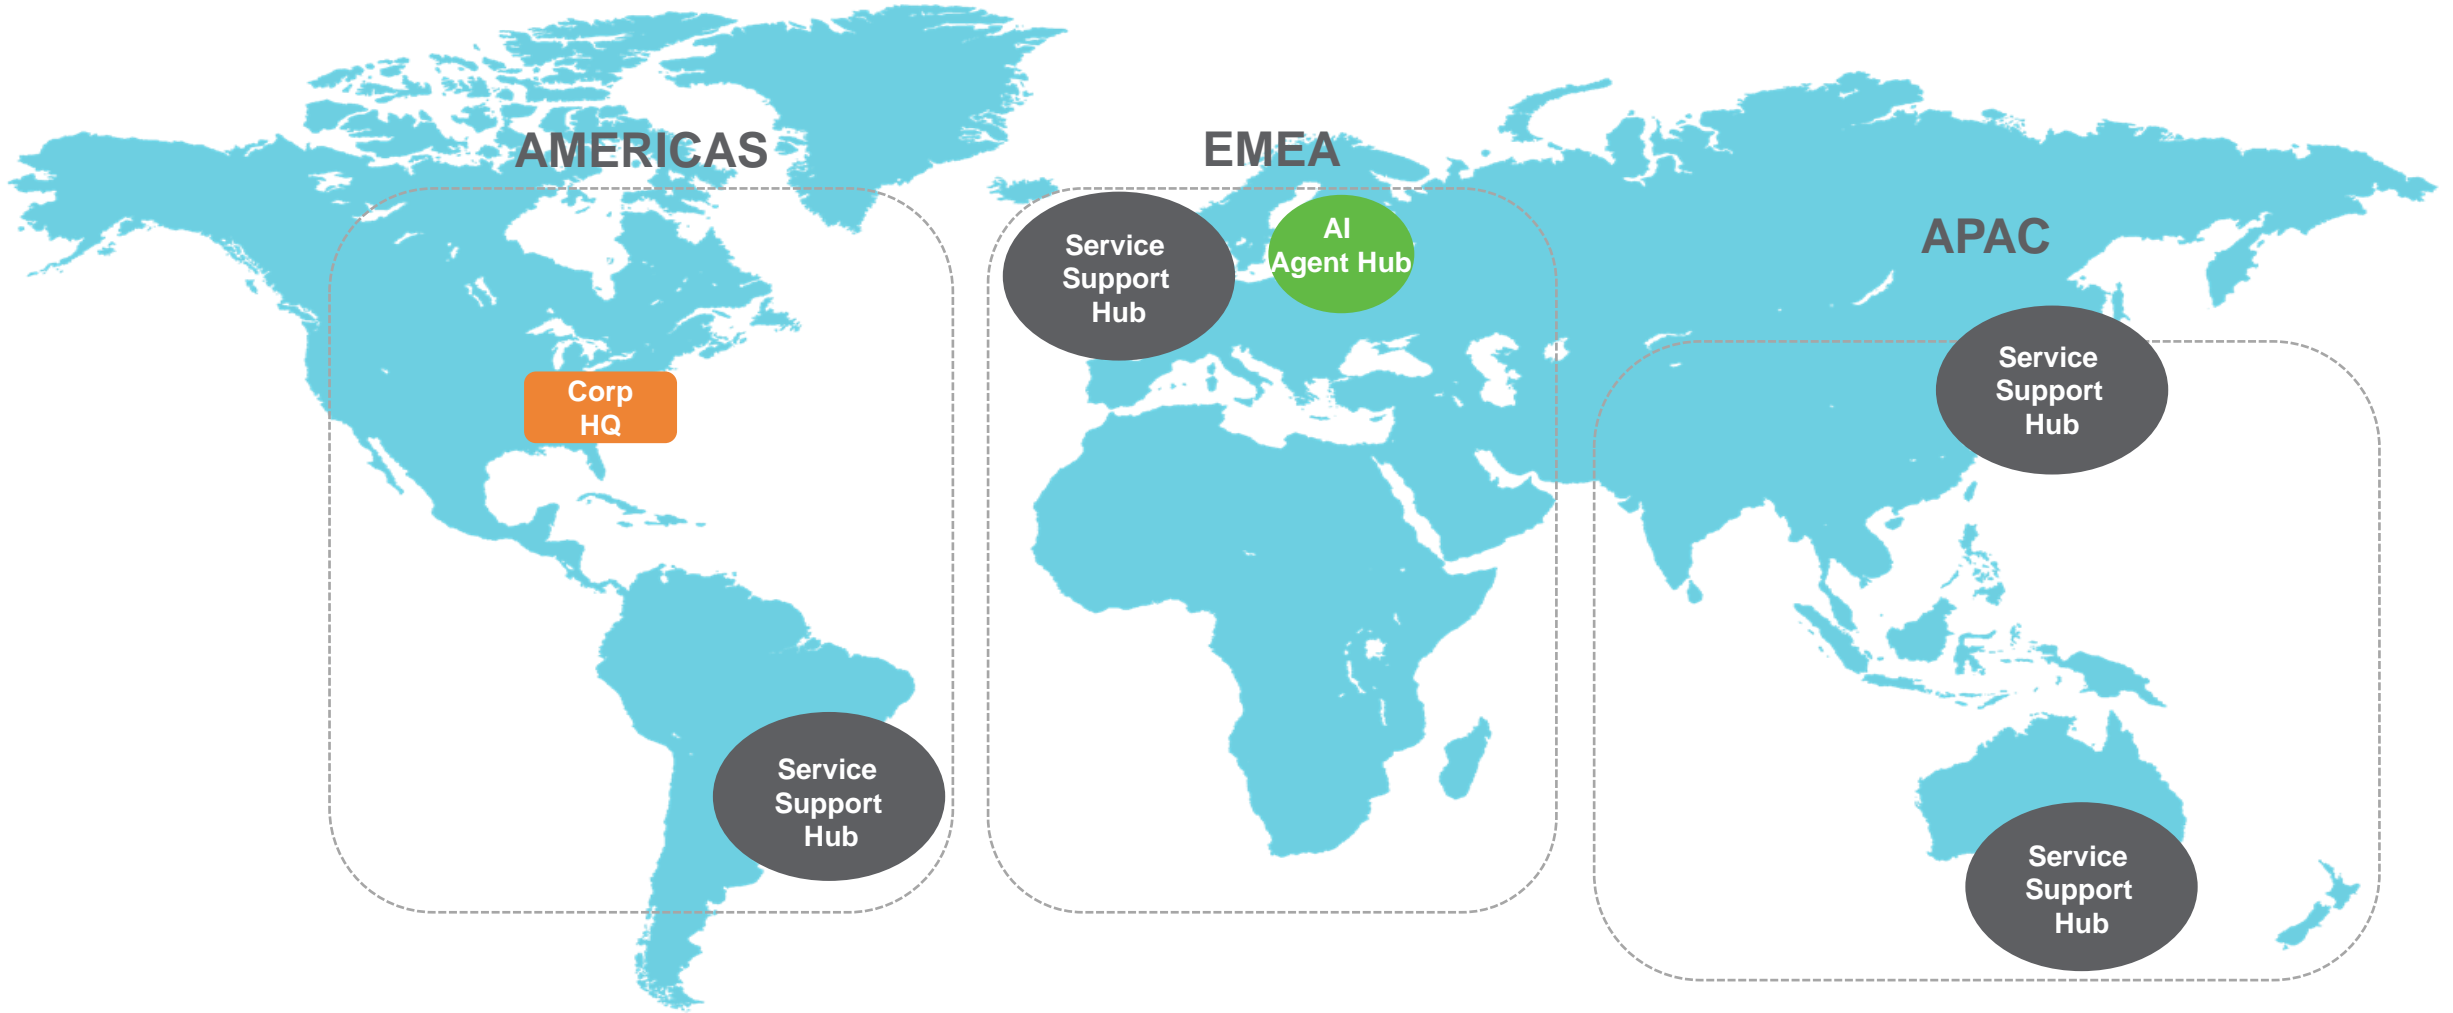 AMERICAS
EMEA
APAC
Service
Support
Hub
AI
Agent Hub
Service
Support
Hub
Corp
HQ
Service
Support
Hub
Service
Support
Hub